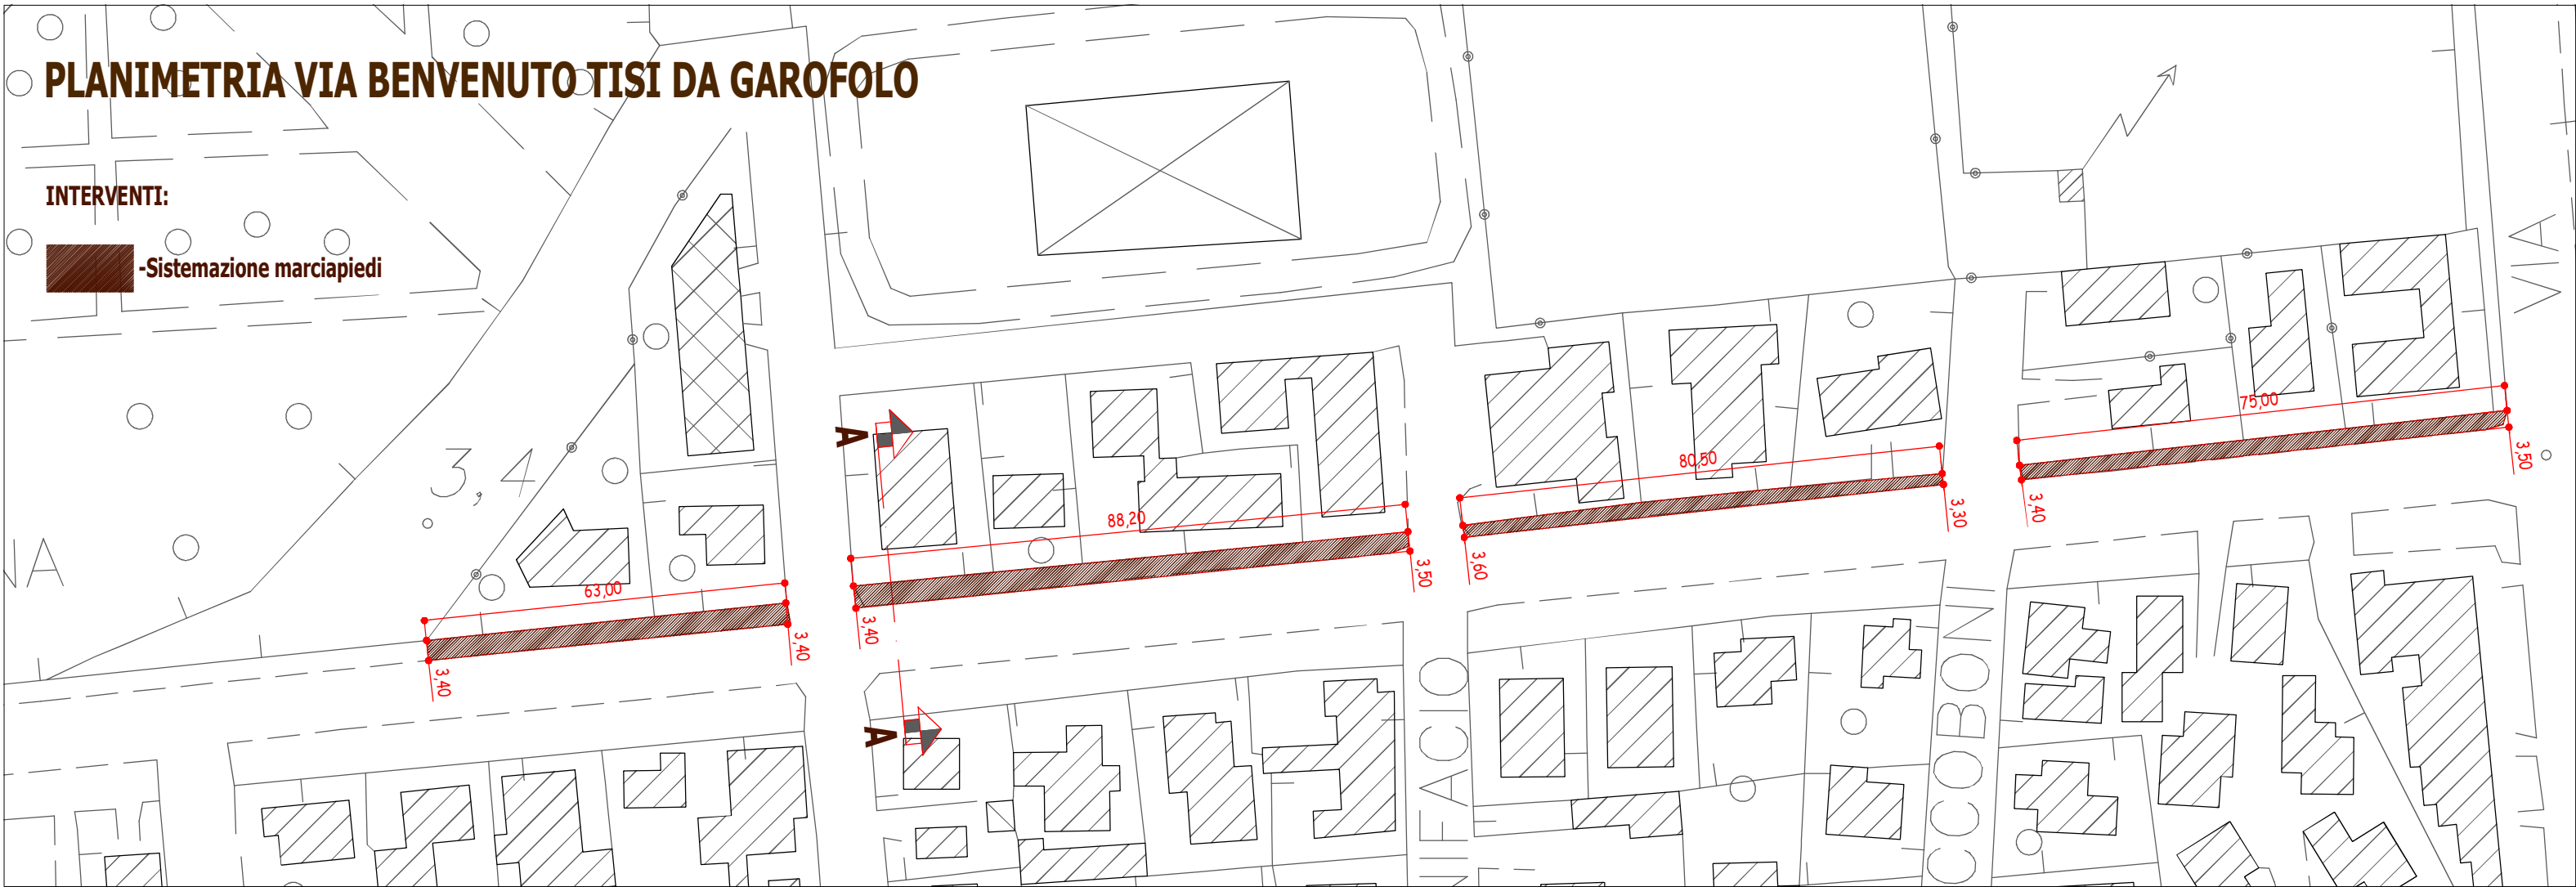 PLANIMETRIA VIA BENVENUTO TISI DA GAROFOLO
INTERVENTI:
-Sistemazione marciapiedi
VIA
75,00
3,50
3,40
80,50
3,30
3,60
A
88,20
3,50
3,40
A
3,4
NA
63,00
3,40
3,40
NIFACIO
CCOBONI